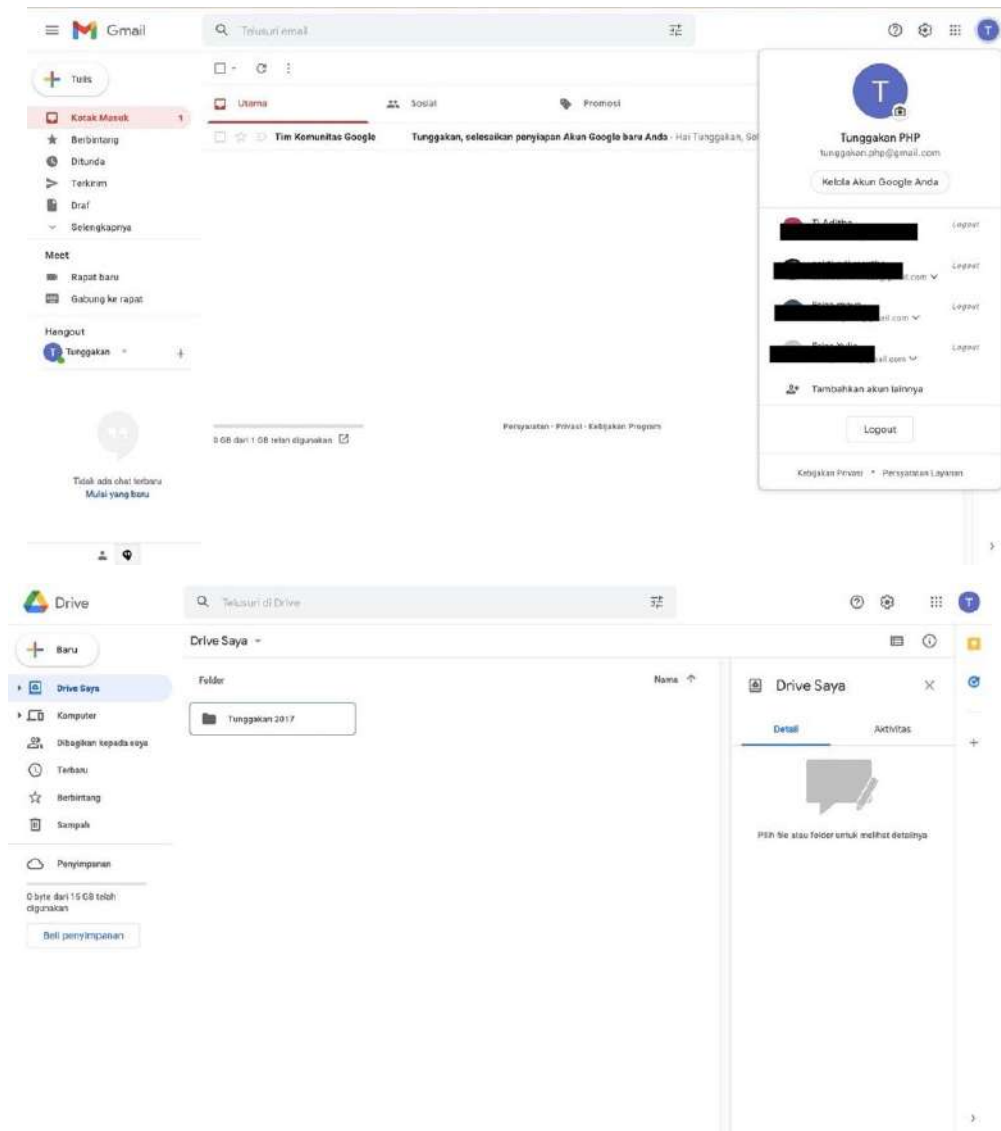 Gmail
Telusuri email
T
Tulis
Utama
Sosial
Promosi
Kotak Masuk 1
Tim Komunitas Google Tunggakan, selesaikan penyiapan Akun Google baru Anda - Hai Tunggakan, Sel
Berbintang
Ditunda
Terkirim
Draf
Selengkapnya
Meet
Rapat baru
Gabung ke rapat
Hangout
Tunggakan
Tidak ada chat terbaru
Mulai yang baru
0 GB dari 1 GB telah digunakan
Persyaratan - Privasi - Kebijakan Program
T
Tunggakan PHP
tunggakan.php@gmail.com
Kelola Akun Google Anda
Logout
Logout
Logout
Logout
Tambahkan akun lainnya
Logout
Kebijakan Privasi • Persyaratan Layanan
Drive
Telusuri di Drive
T
Baru
Drive Saya
Drive Saya
Komputer
Dibagikan kepada saya
Terbaru
Berbintang
Sampah
Penyimpanan
0 byte dari 15 GB telah
digunakan
Beli penyimpanan
Folder
Nama
Tunggakan 2017
Drive Saya
Detail
Aktivitas
Pilih file atau folder untuk melihat detailnya